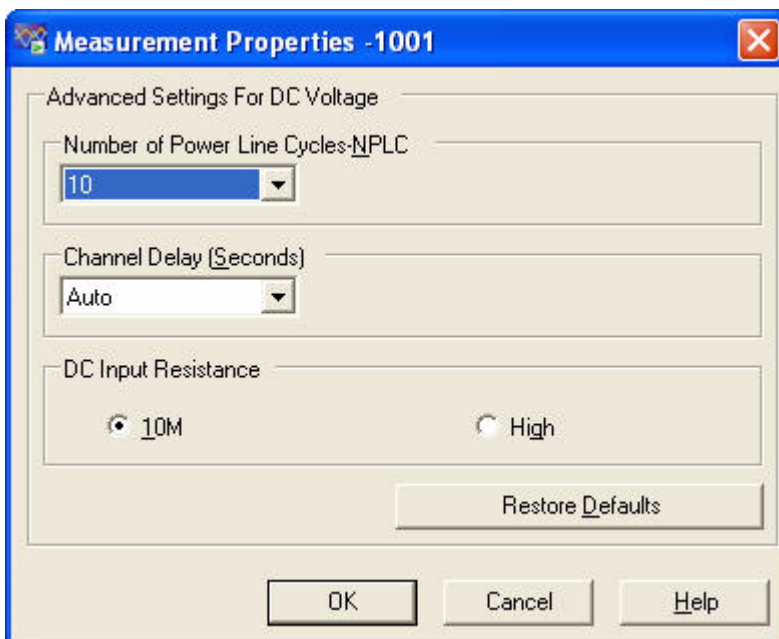 Measurement Properties -1001
Advanced Settings For DC Voltage
Number of Power Line Cycles-NPLC
10
Channel Delay (Seconds)
Auto
DC Input Resistance
10M High
Restore Defaults
OK Cancel Help